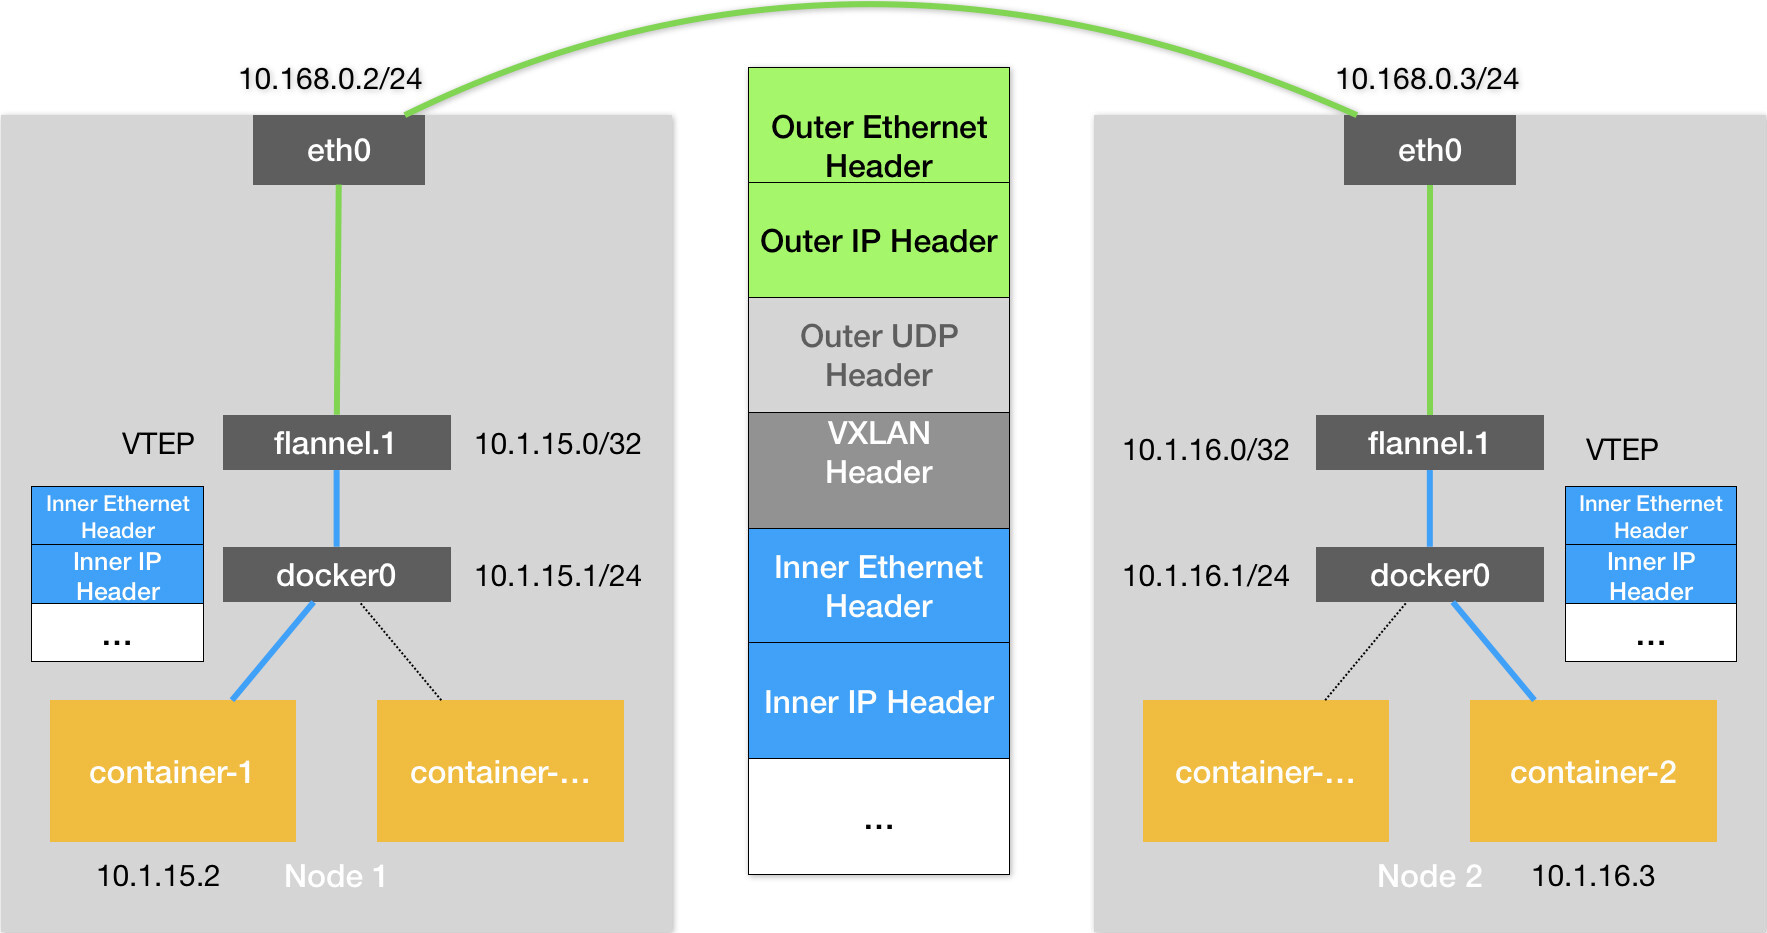 10.168.0.2/24
eth0
VTEP
flannel.1
10.1.15.0/32
Inner Ethernet
Header
Inner IP
Header
...
docker0
10.1.15.1/24
container-1
container-...
10.1.15.2
Node 1
Outer Ethernet
Header
Outer IP Header
Outer UDP
Header
VXLAN
Header
Inner Ethernet
Header
Inner IP Header
...
10.168.0.3/24
eth0
10.1.16.0/32
flannel.1
VTEP
10.1.16.1/24
docker0
Inner Ethernet
Header
Inner IP
Header
...
container-...
container-2
Node 2
10.1.16.3